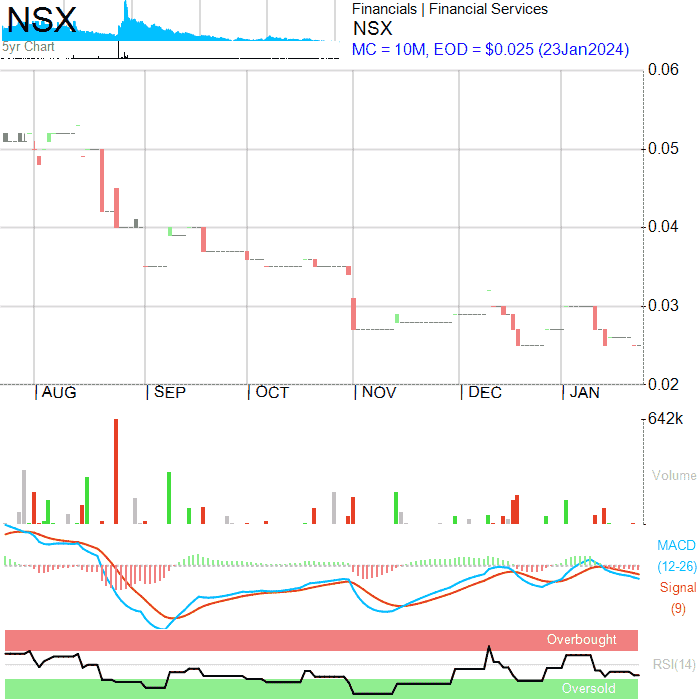 NSX
5yr Chart
Financials | Financial Services
NSX
MC = 10M, EOD = $0.025 (23Jan2024)
0.06
0.05
0.04
0.03
0.02
|AUG |SEP |OCT |NOV |DEC |JAN
642k
Volume
MACD
(12-26)
Signal
(9)
Overbought
RSI(14)
Oversold